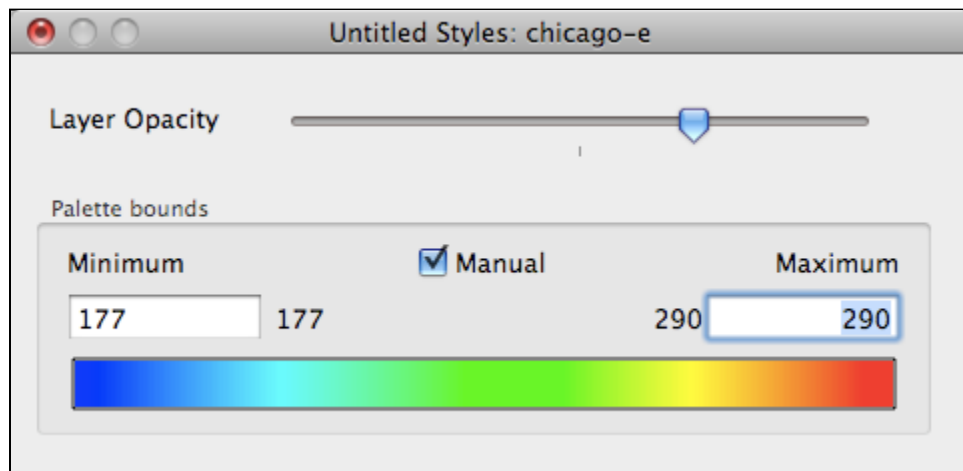 Untitled Styles: chicago-e
Layer Opacity
Palette bounds
Minimum Manual Maximum
177 177 290 290